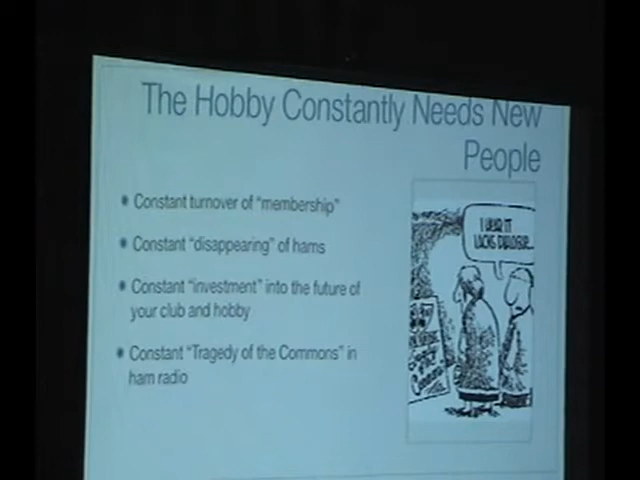 The Hobby Constantly Needs New
People
Constant turnover of "membership"
Constant "disappearing" of hams
Constant "investment" into the future of
your club and hobby
Constant "Tragedy of the Commons" in
ham radio
I HEAR IT
LACKS DIALOGUE...